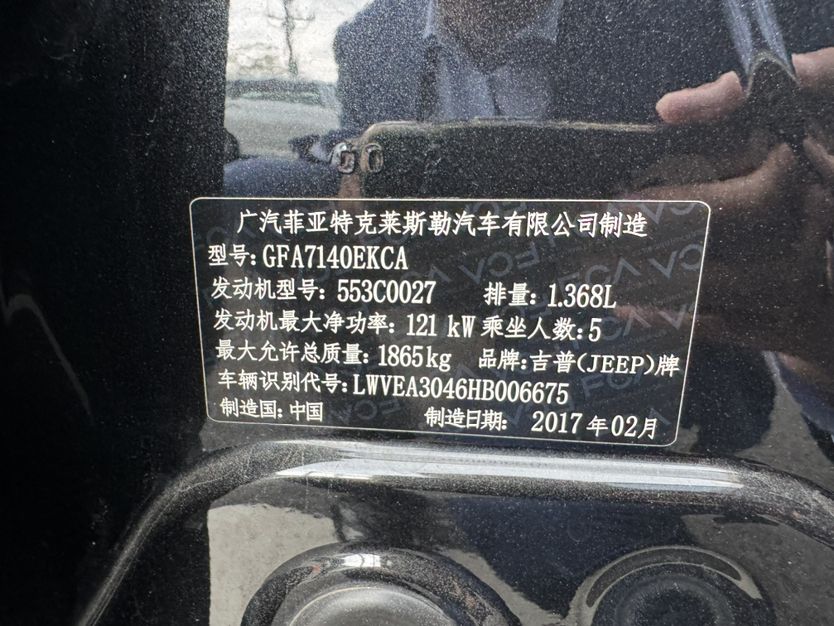 广汽菲亚特克莱斯勒汽车有限公司制造
型号: GFA7140EKCA
发动机型号: 553C0027 排量: 1.368L
发动机最大净功率: 121 kW 乘坐人数: 5
最大允许总质量: 1865kg 品牌: 吉普(JEEP)牌
车辆识别代号: LWVEA3046HB006675
制造国: 中国 制造日期: 2017年02月